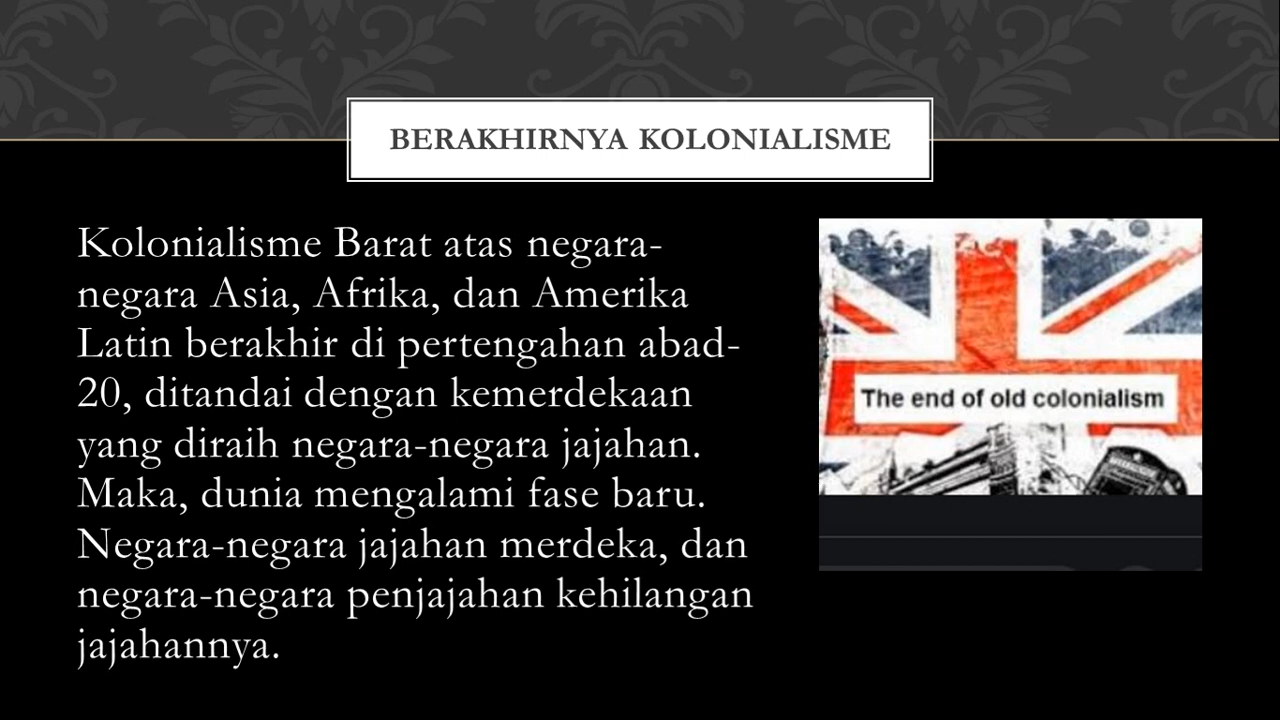 BERAKHIRNYA KOLONIALISME
Kolonialisme Barat atas negara-
negara Asia, Afrika, dan Amerika
Latin berakhir di pertengahan abad-
20, ditandai dengan kemerdekaan
yang diraih negara-negara jajahan.
Maka, dunia mengalami fase baru.
Negara-negara jajahan merdeka, dan
negara-negara penjajahan kehilangan
jajahannya.
The end of old colonialism